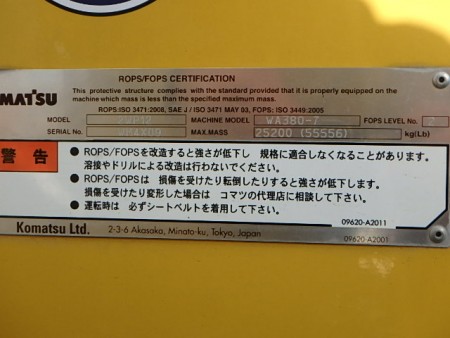 ROPS/FOPS CERTIFICATION
MATSU This protective structure complies with the standard provided that it is properly equipped on the
machine which mass is less than the specified maximum mass.
ROPS:ISO 3471:2008, SAE J / ISO 3471 MAY 03, FOPS: ISO 3449:2005
MODEL MACHINE MODEL WA380-7 FOPS LEVEL No.
SERIAL No. MAX.MASS 25200 (55556) kg(Lb)
警告
● ROPS/FOPSを改造すると強さが低下し 規格に適合しなくなることがあります。
溶接やドリルによる改造は行わないでください。
● ROPS/FOPSは 損傷を受けたり転倒したりすると強さが低下します。
損傷を受けたり変形した場合は コマツの代理店に相談して下さい。
● 運転時は 必ずシートベルトを着用して下さい。
09620-A2011
Komatsu Ltd. 2-3-6 Akasaka, Minato-ku, Tokyo, Japan
09620-A2001